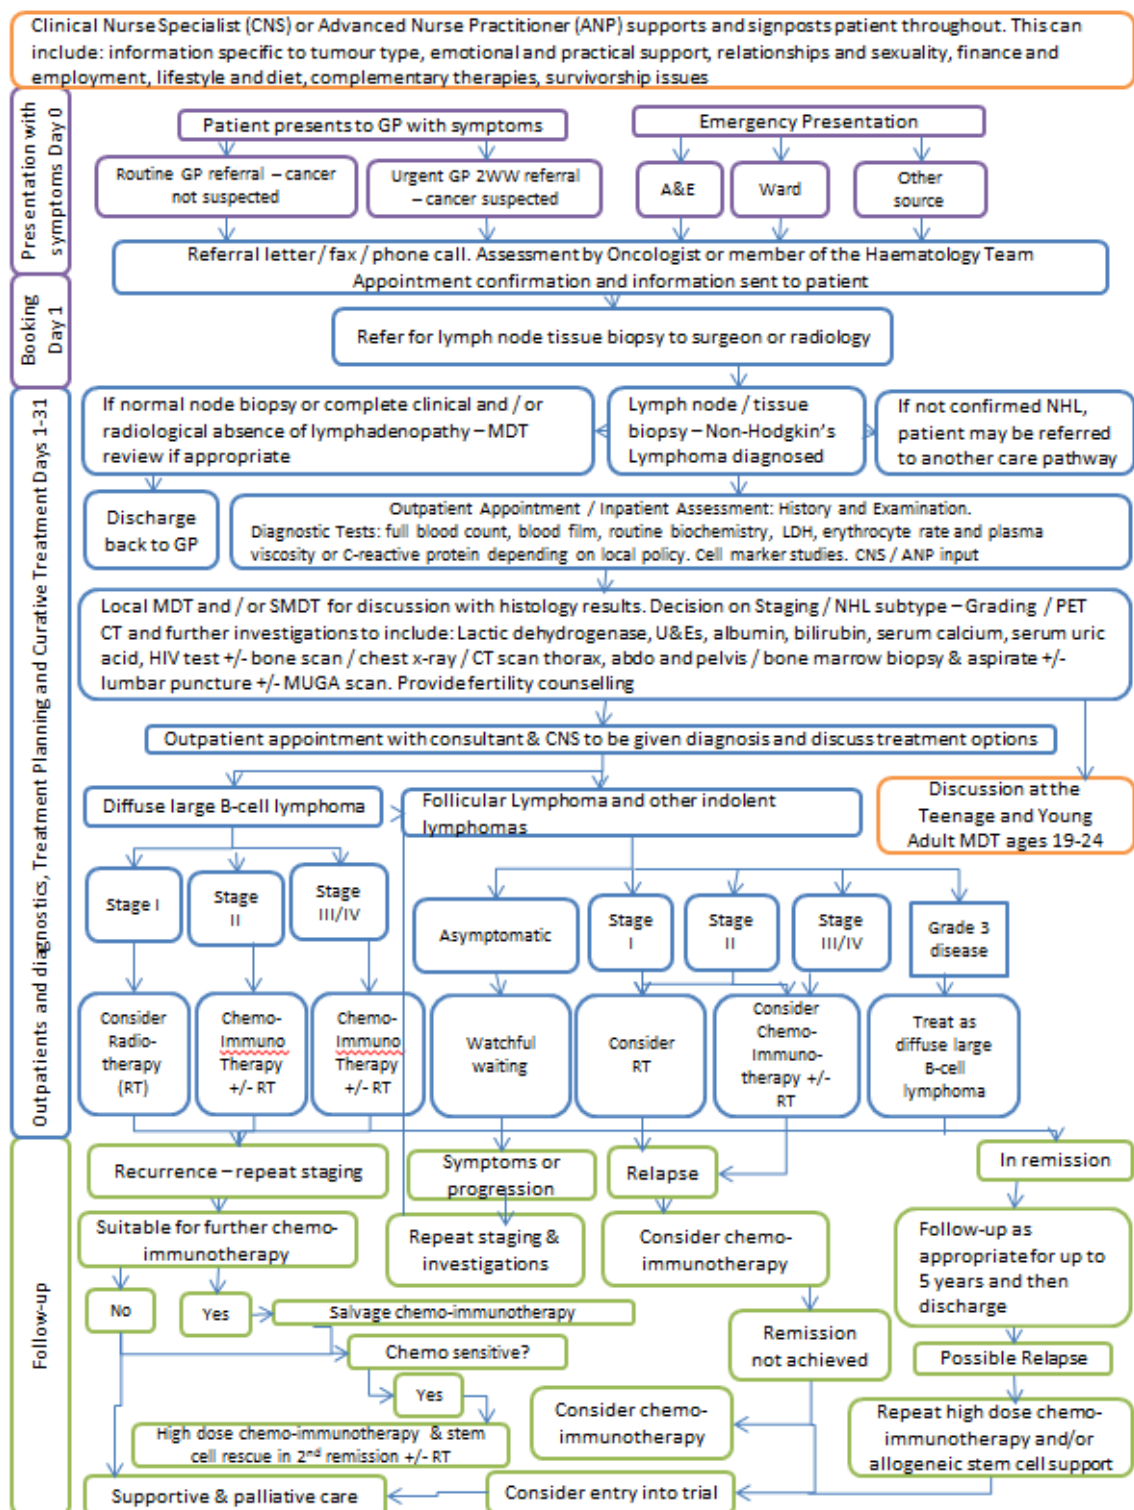 Clinical Nurse Specialist (CNS) or Advanced Nurse Practitioner (ANP) supports and signposts patient throughout. This can
include: information specific to tumour type, emotional and practical support, relationships and sexuality, finance and
employment, lifestyle and diet, complementary therapies, survivorship issues
Presentation with
symptoms Day 0
Patient presents to GP with symptoms
Emergency Presentation
Routine GP referral – cancer
not suspected
Urgent GP 2WW referral
– cancer suspected
A&E
Ward
Other
source
Referral letter / fax / phone call. Assessment by Oncologist or member of the Haematology Team
Appointment confirmation and information sent to patient
Booking
Day 1
Refer for lymph node tissue biopsy to surgeon or radiology
Outpatients and diagnostics, Treatment Planning and Curative Treatment Days 1-31
If normal node biopsy or complete clinical and / or
radiological absence of lymphadenopathy – MDT
review if appropriate
Lymph node / tissue
biopsy – Non-Hodgkin's
Lymphoma diagnosed
If not confirmed NHL,
patient may be referred
to another care pathway
Discharge
back to GP
Outpatient Appointment / Inpatient Assessment: History and Examination.
Diagnostic Tests: full blood count, blood film, routine biochemistry, LDH, erythrocyte rate and plasma
viscosity or C-reactive protein depending on local policy. Cell marker studies. CNS / ANP input
Local MDT and / or SMDT for discussion with histology results. Decision on Staging / NHL subtype – Grading / PET
CT and further investigations to include: Lactic dehydrogenase, U&Es, albumin, bilirubin, serum calcium, serum uric
acid, HIV test +/- bone scan / chest x-ray / CT scan thorax, abdo and pelvis / bone marrow biopsy & aspirate +/-
lumbar puncture +/- MUGA scan. Provide fertility counselling
Outpatient appointment with consultant & CNS to be given diagnosis and discuss treatment options
Diffuse large B-cell lymphoma
Follicular Lymphoma and other indolent
lymphomas
Discussion at the
Teenage and Young
Adult MDT ages 19-24
Stage I
Stage
II
Stage
III/IV
Asymptomatic
Stage
I
Stage
II
Stage
III/IV
Grade 3
disease
Consider
Radio-
therapy
(RT)
Chemo-
Immuno
Therapy
+/- RT
Chemo-
Immuno
Therapy
+/- RT
Watchful
waiting
Consider
RT
Consider
Chemo-
Immuno-
therapy +/-
RT
Treat as
diffuse large
B-cell
lymphoma
Follow-up
Recurrence – repeat staging
Symptoms or
progression
Relapse
In remission
Suitable for further chemo-
immunotherapy
Repeat staging &
investigations
Consider chemo-
immunotherapy
Follow-up as
appropriate for up to
5 years and then
discharge
No
Yes
Salvage chemo-immunotherapy
Chemo sensitive?
Remission
not achieved
Possible Relapse
Yes
Consider chemo-
immunotherapy
Repeat high dose chemo-
immunotherapy and/or
allogeneic stem cell support
High dose chemo-immunotherapy & stem
cell rescue in 2nd remission +/- RT
Supportive & palliative care
Consider entry into trial